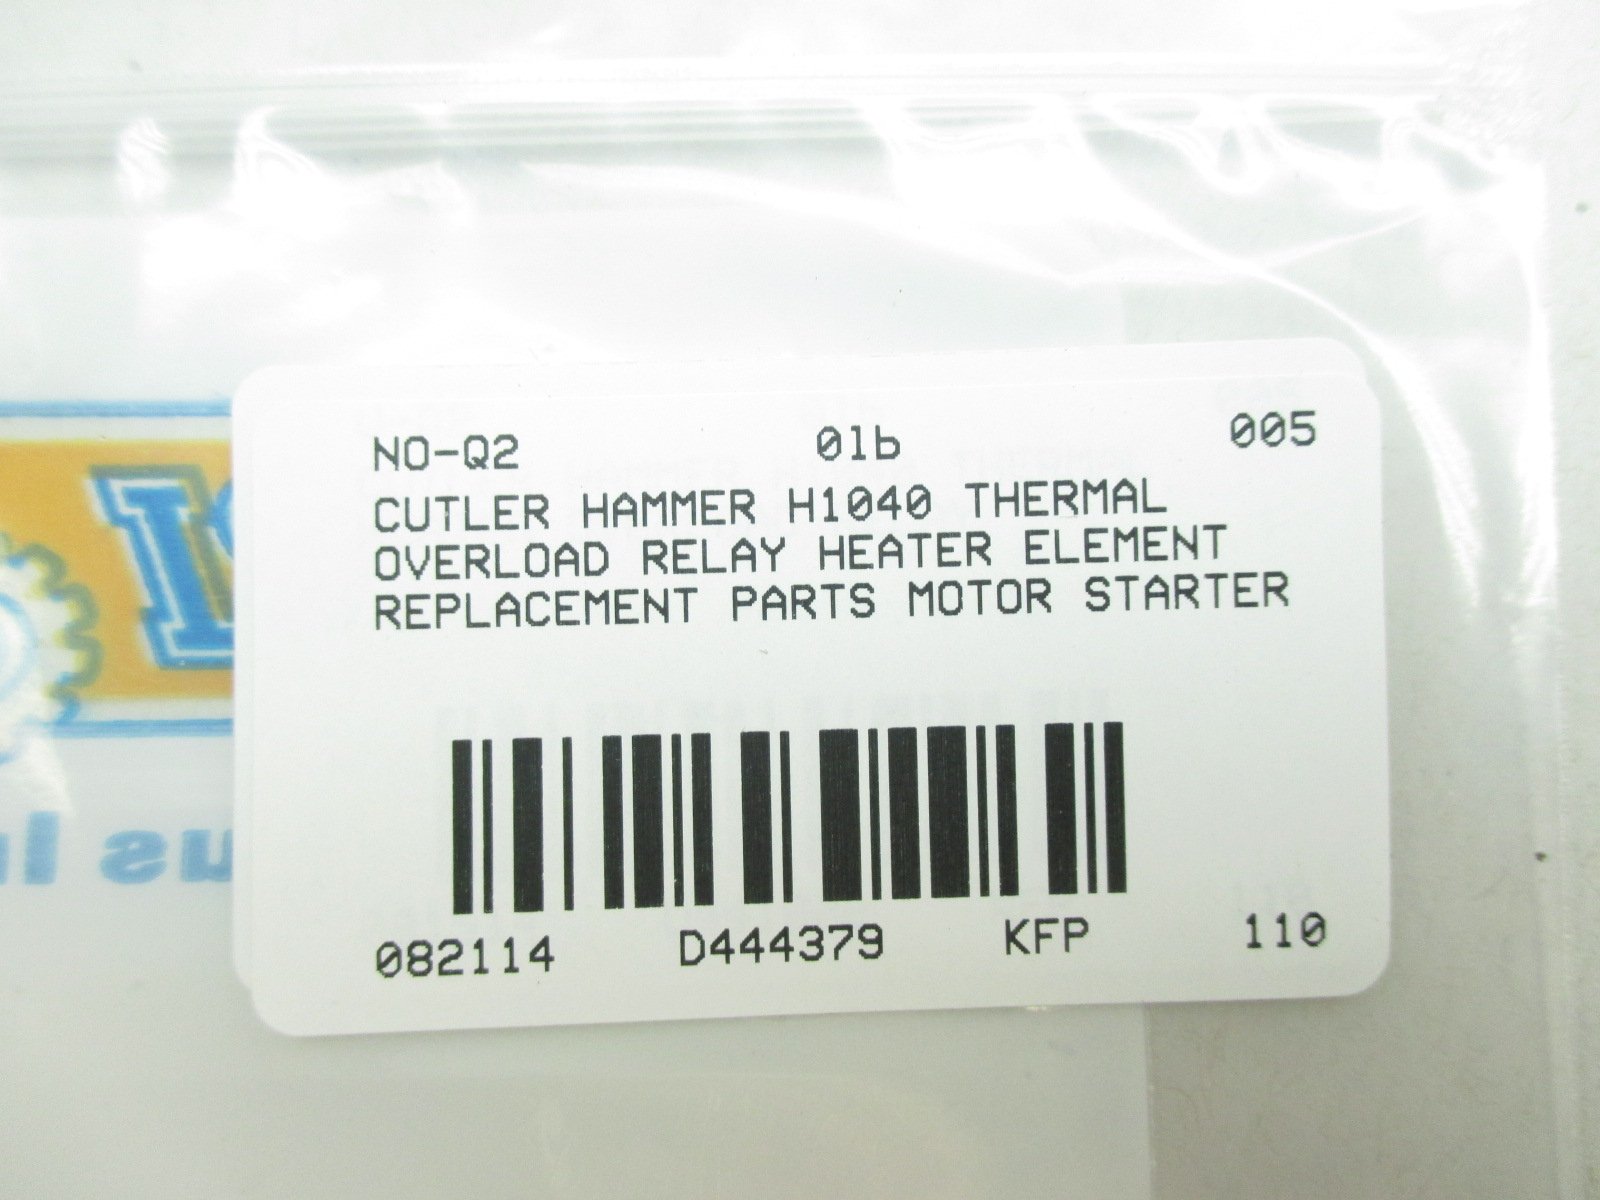 NO-Q2 01b 005
CUTLER HAMMER H1040 THERMAL
OVERLOAD RELAY HEATER ELEMENT
REPLACEMENT PARTS MOTOR STARTER
082114 D444379 KFP 110